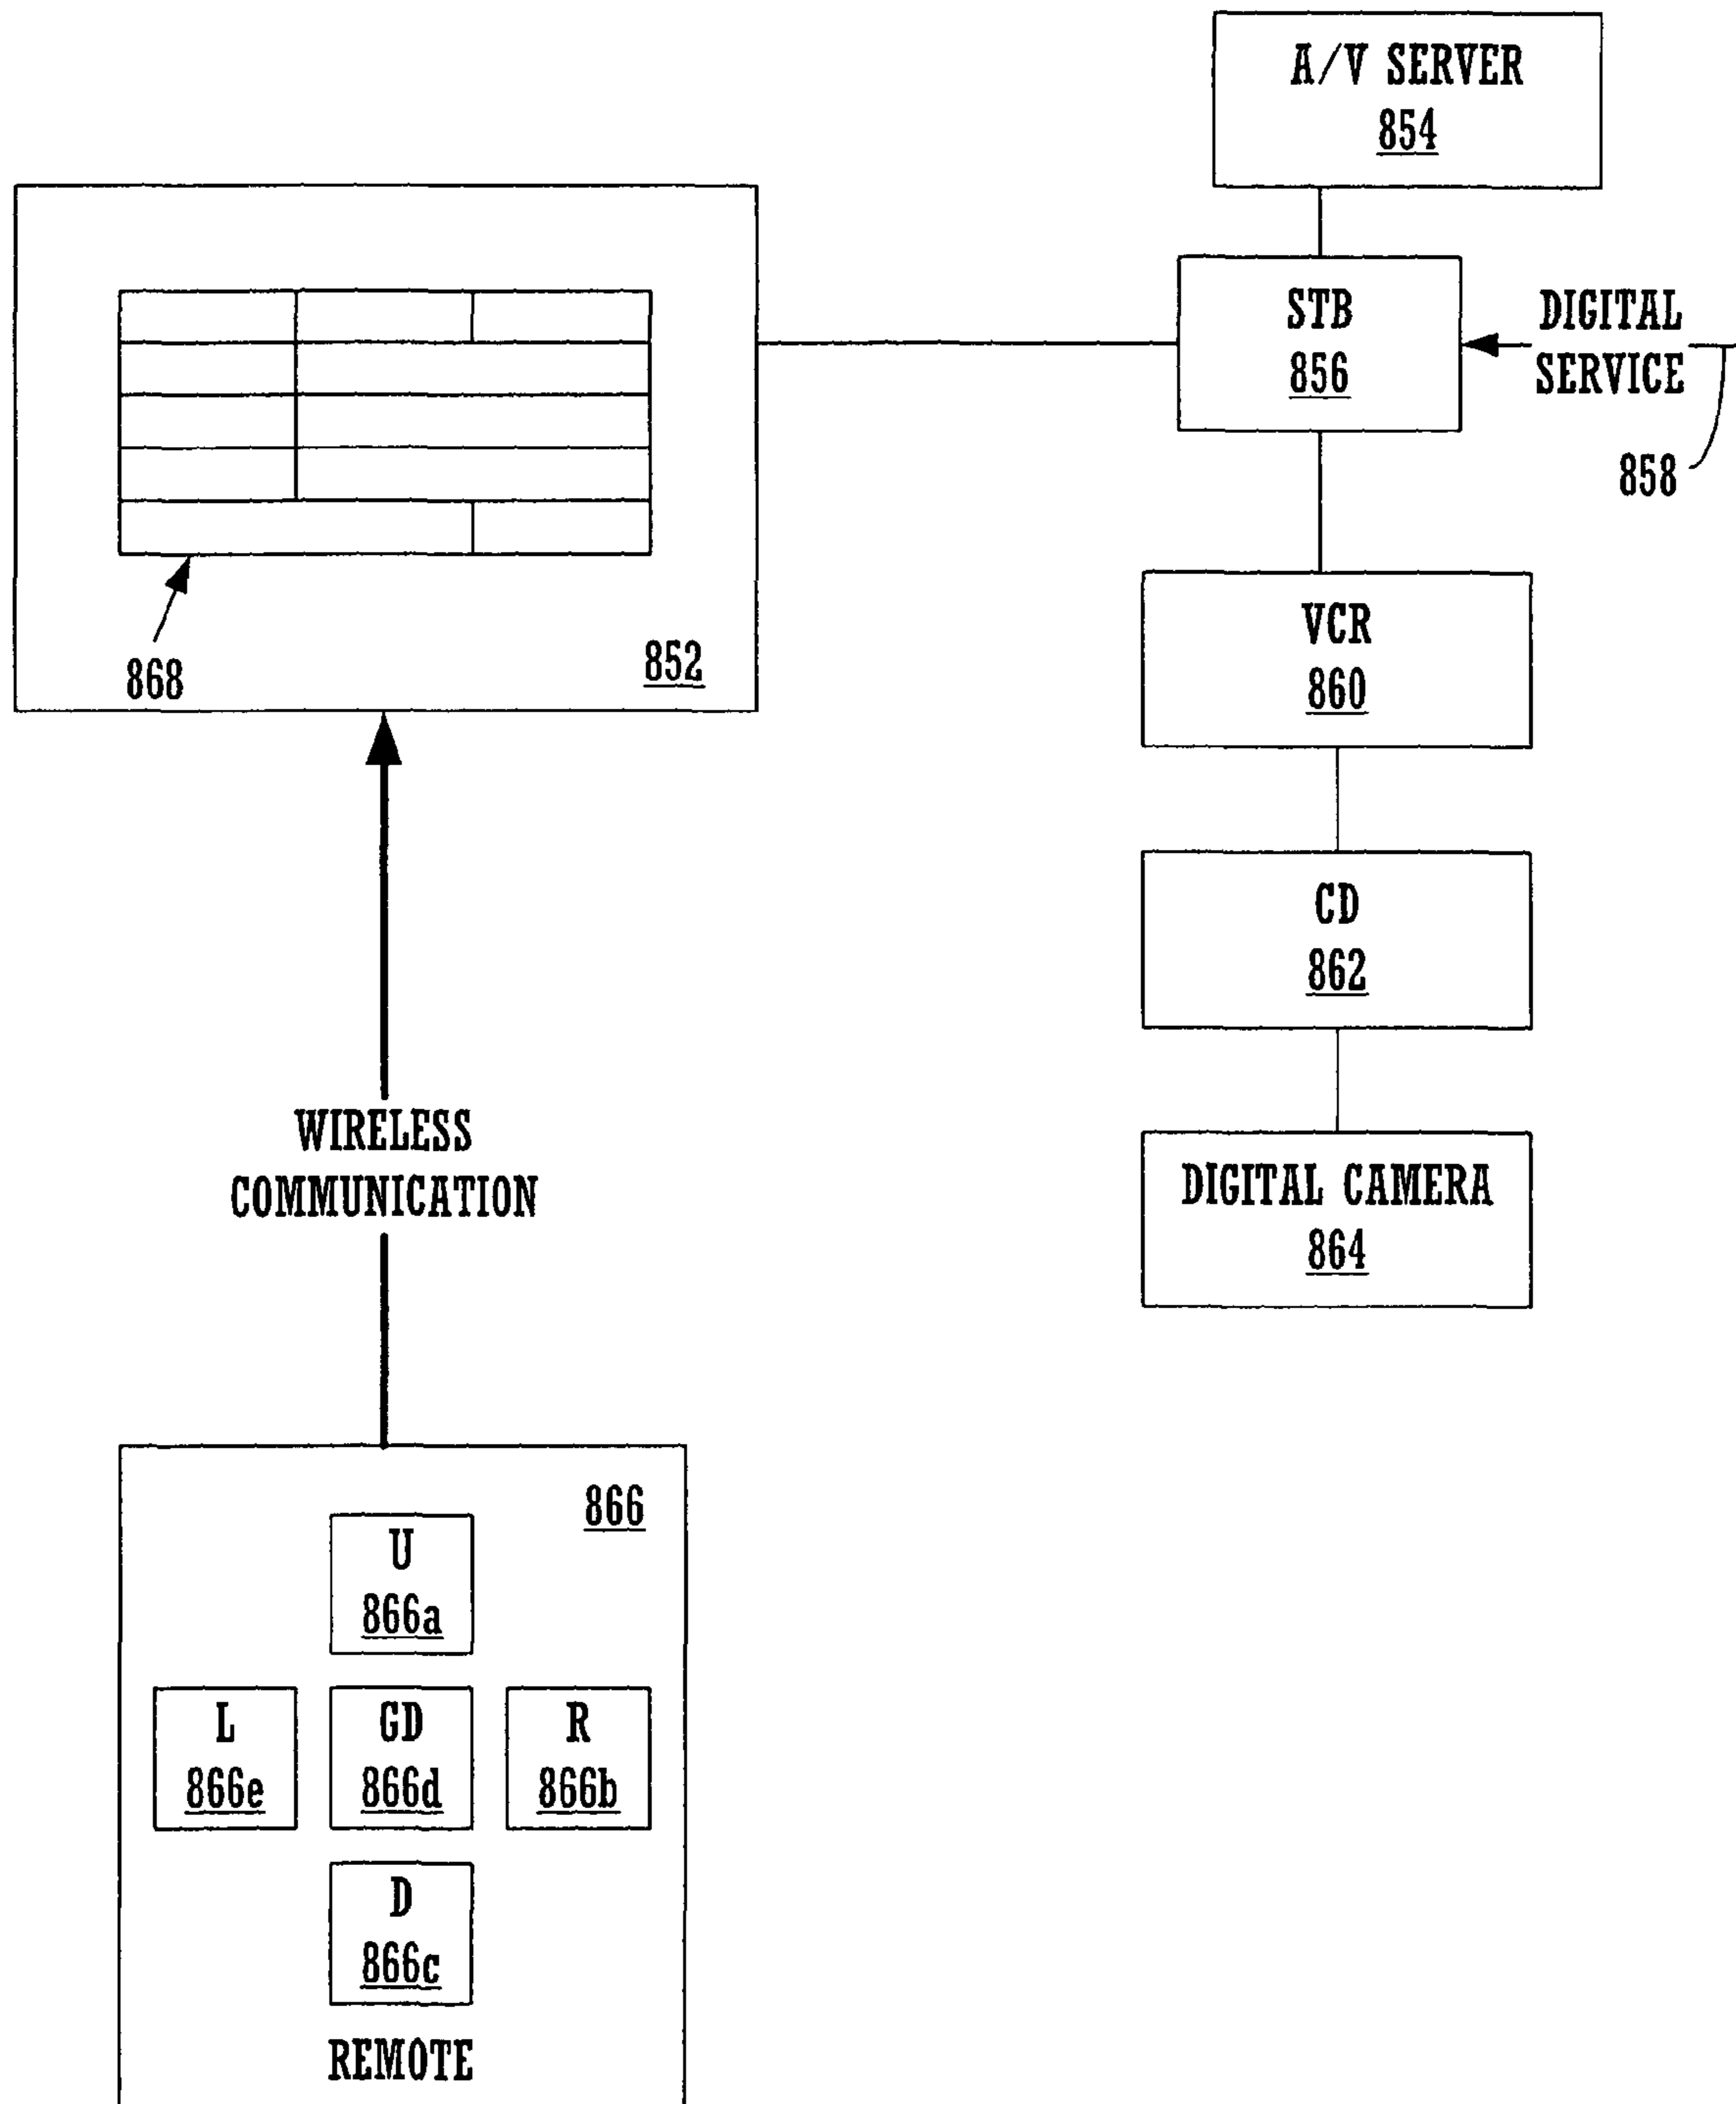 A/V SERVER
854
STB
856
DIGITAL
SERVICE
858
868
852
VCR
860
CD
862
WIRELESS
COMMUNICATION
DIGITAL CAMERA
864
866
U
866a
L
866e
GD
866d
R
866b
D
866c
REMOTE